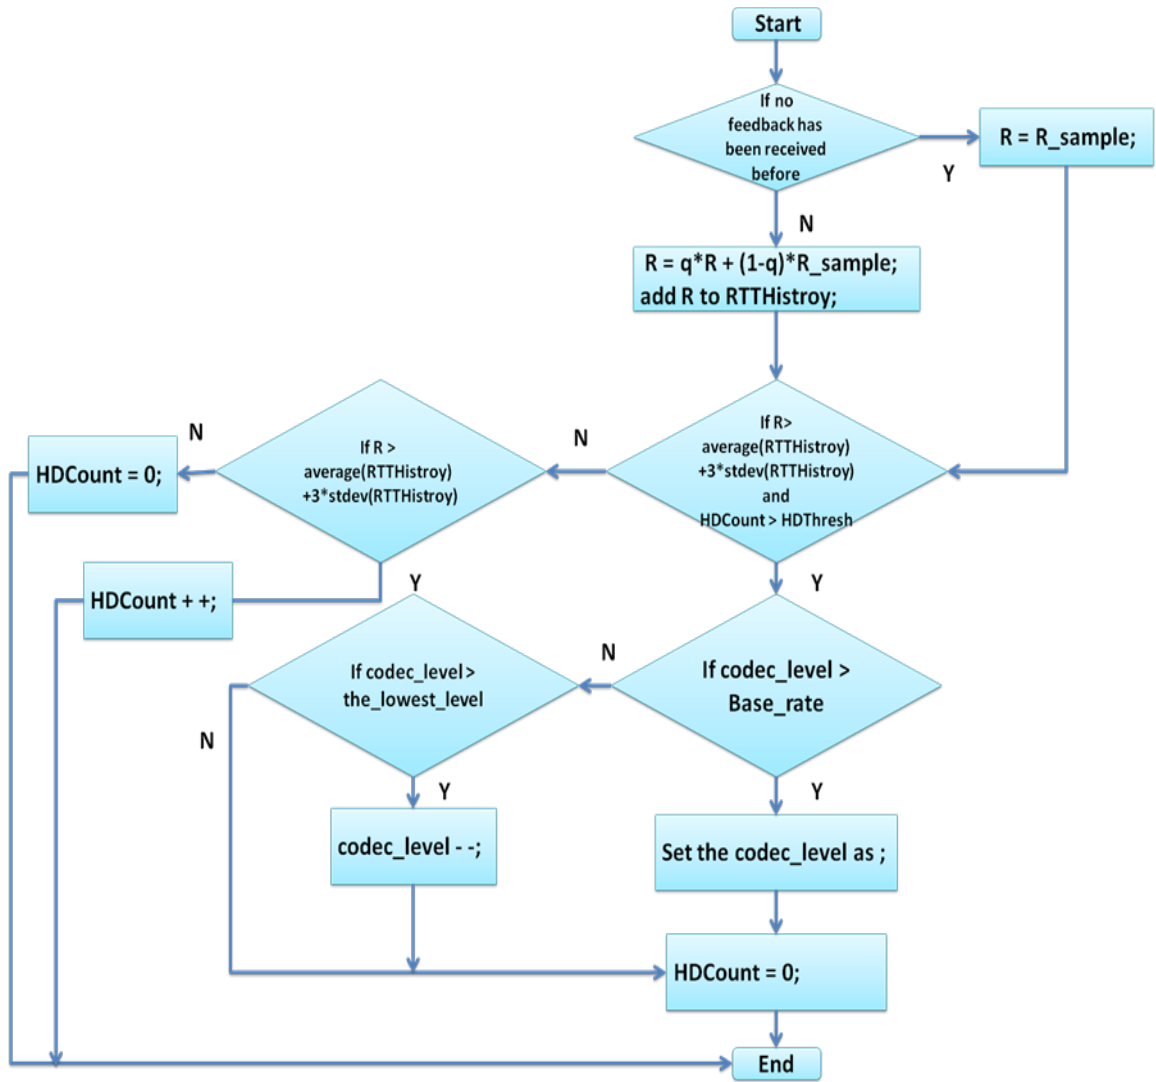 Start
If no
feedback has
been received
before
R = R_sample;
Y
N
R = q*R + (1-q)*R_sample;
add R to RTTHistroy;
If R>
average(RTTHistroy)
+3*stdev(RTTHistroy)
and
HDCount > HDThresh
N
If R >
average(RTTHistroy)
+3*stdev(RTTHistroy)
N
HDCount = 0;
HDCount + +;
Y
Y
If codec_level >
Base_rate
N
If codec_level >
the_lowest_level
N
Y
Y
codec_level - -;
Set the codec_level as ;
HDCount = 0;
End